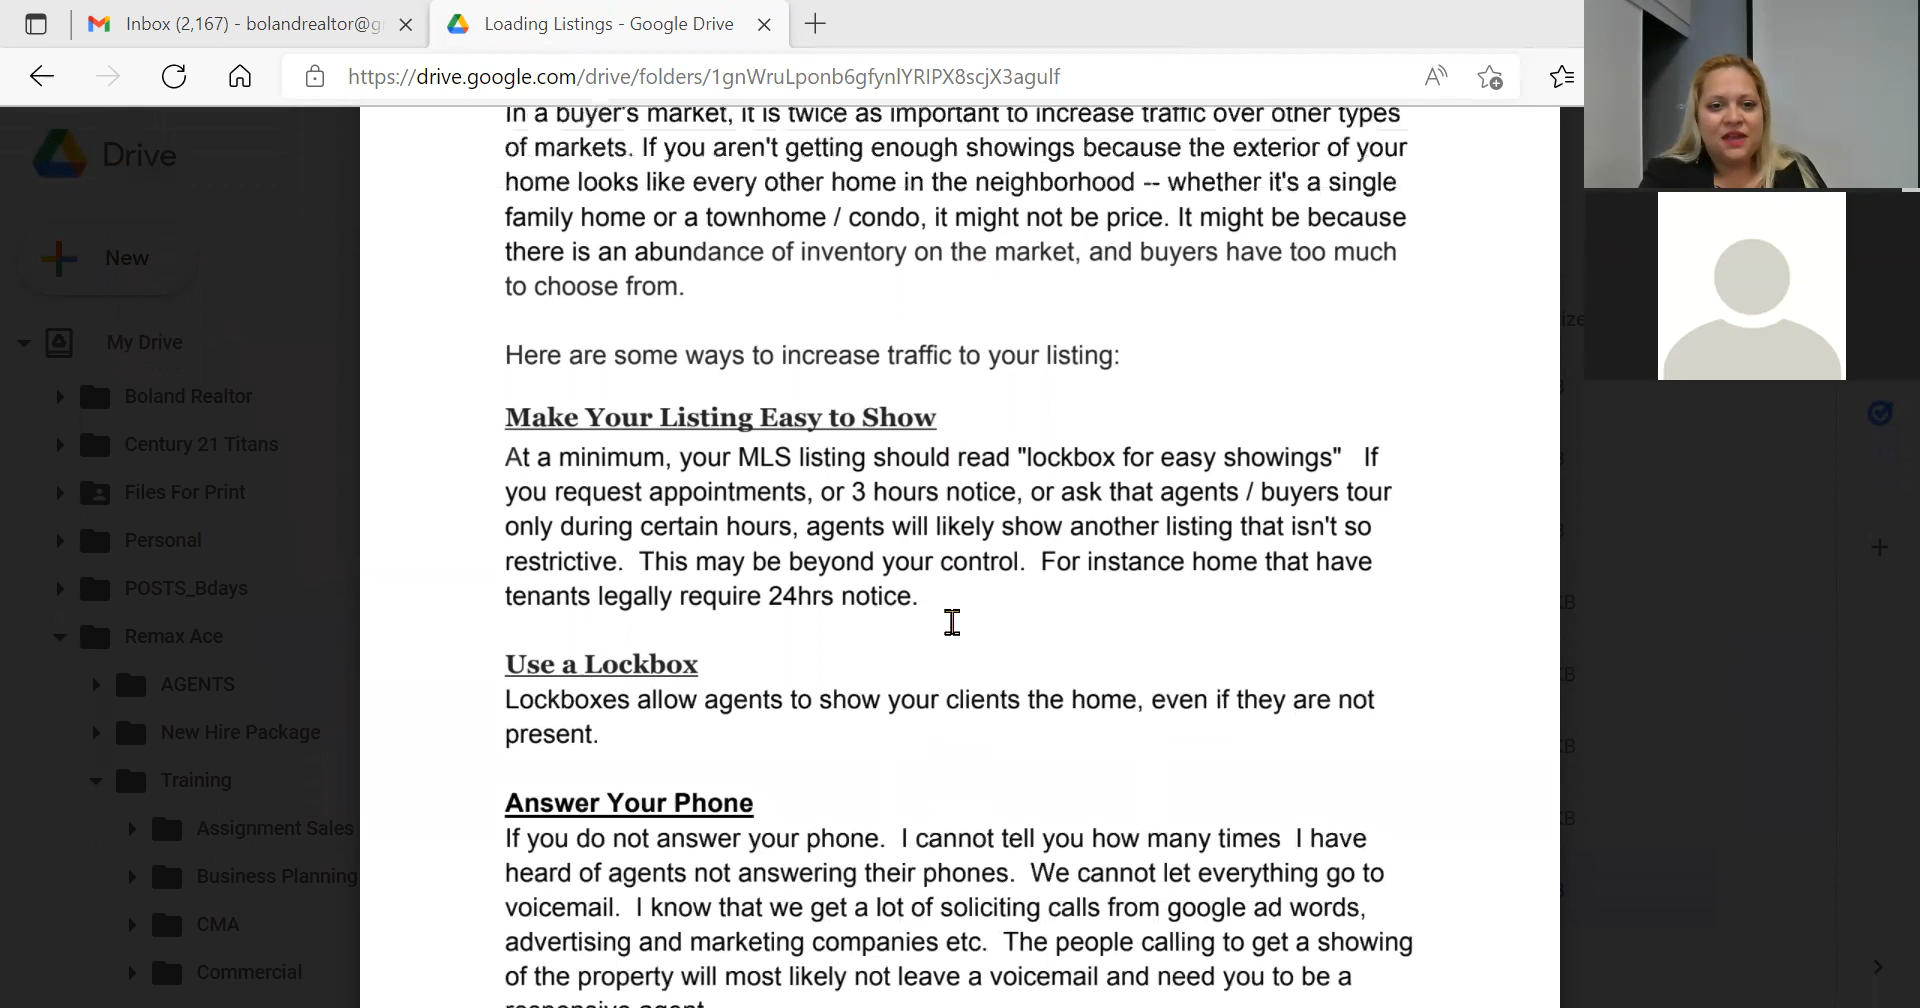 Inbox (2,167) - bolandrealtor@g
Loading Listings - Google Drive
https://drive.google.com/drive/folders/1gnWruLponb6gfynlYRIPX8scjX3agulf
Drive
New
My Drive
Boland Realtor
Century 21 Titans
Files For Print
Personal
POSTS_Bdays
Remax Ace
AGENTS
New Hire Package
Training
Assignment Sales
Business Planning
CMA
Commercial
In a buyer's market, it is twice as important to increase traffic over other types
of markets. If you aren't getting enough showings because the exterior of your
home looks like every other home in the neighborhood -- whether it's a single
family home or a townhome / condo, it might not be price. It might be because
there is an abundance of inventory on the market, and buyers have too much
to choose from.
Here are some ways to increase traffic to your listing:
Make Your Listing Easy to Show
At a minimum, your MLS listing should read "lockbox for easy showings" If
you request appointments, or 3 hours notice, or ask that agents / buyers tour
only during certain hours, agents will likely show another listing that isn't so
restrictive. This may be beyond your control. For instance home that have
tenants legally require 24hrs notice.
Use a Lockbox
Lockboxes allow agents to show your clients the home, even if they are not
present.
Answer Your Phone
If you do not answer your phone. I cannot tell you how many times I have
heard of agents not answering their phones. We cannot let everything go to
voicemail. I know that we get a lot of soliciting calls from google ad words,
advertising and marketing companies etc. The people calling to get a showing
of the property will most likely not leave a voicemail and need you to be a
responsive agent